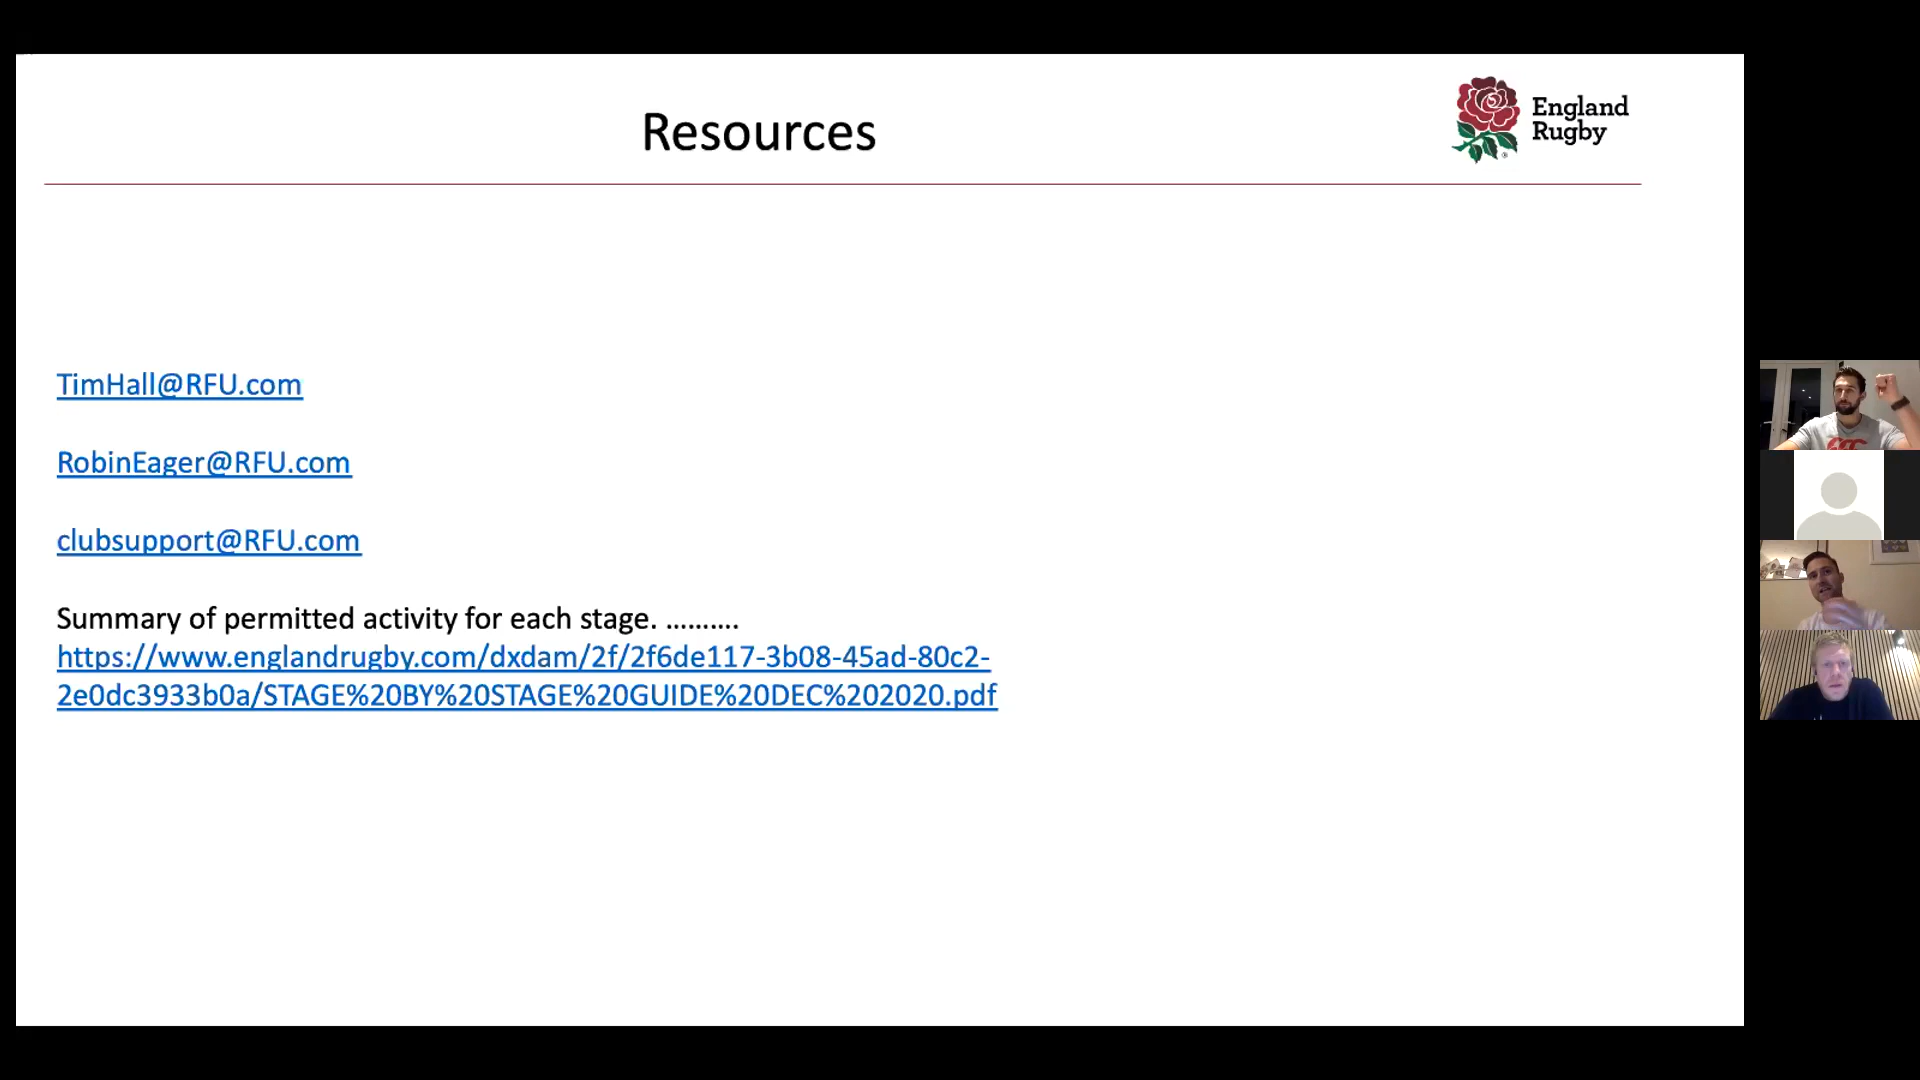 Resources
England
Rugby
TimHall@RFU.com
RobinEager@RFU.com
clubsupport@RFU.com
Summary of permitted activity for each stage. ……….
https://www.englandrugby.com/dxdam/2f/2f6de117-3b08-45ad-80c2-
2e0dc3933b0a/STAGE%20BY%20STAGE%20GUIDE%20DEC%202020.pdf